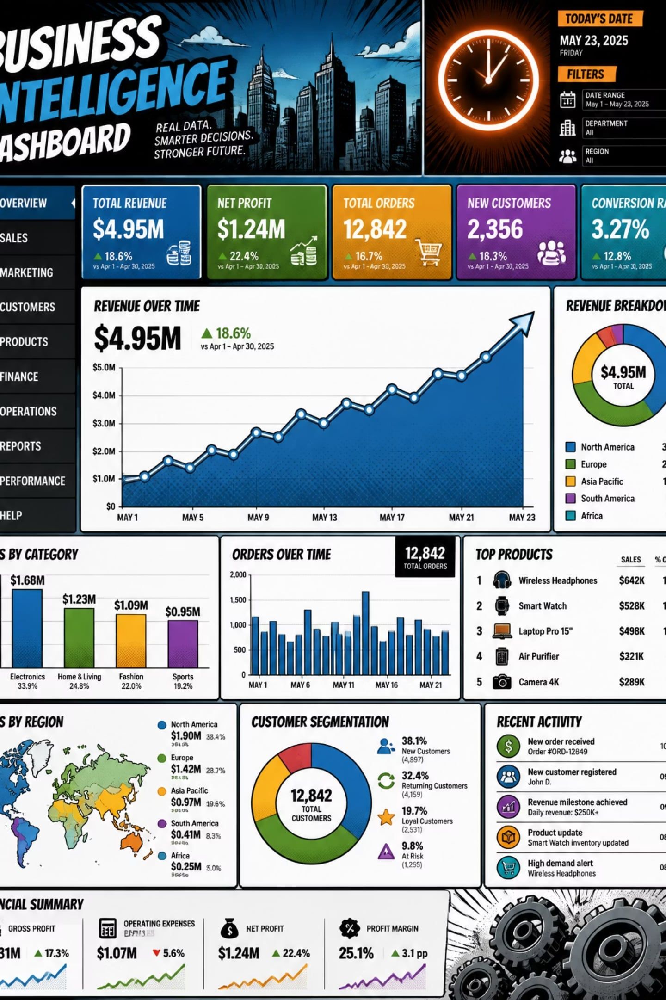 BUSINESS
INTELLIGENCE
DASHBOARD
REAL DATA.
SMARTER DECISIONS.
STRONGER FUTURE.
TODAY'S DATE
MAY 23, 2025
FRIDAY
FILTERS
DATE RANGE
May 1 – May 23, 2025
DEPARTMENT
All
REGION
All
OVERVIEW
SALES
MARKETING
CUSTOMERS
PRODUCTS
FINANCE
OPERATIONS
REPORTS
PERFORMANCE
HELP
TOTAL REVENUE
$4.95M
18.6%
vs Apr 1 – Apr 30, 2025
NET PROFIT
$1.24M
22.4%
vs Apr 1 – Apr 30, 2025
TOTAL ORDERS
12,842
16.7%
vs Apr 1 – Apr 30, 2025
NEW CUSTOMERS
2,356
18.3%
vs Apr 1 – Apr 30, 2025
CONVERSION RA
3.27%
12.8%
vs Apr 1 – Apr 30, 2025
REVENUE OVER TIME
$4.95M
18.6%
vs Apr 1 – Apr 30, 2025
$5.0M
$4.0M
$3.0M
$2.0M
$1.0M
$0
MAY 1 MAY 5 MAY 9 MAY 13 MAY 17 MAY 21 MAY 23
REVENUE BREAKDOW
$4.95M
TOTAL
North America 3
Europe 2
Asia Pacific 1
South America
Africa
S BY CATEGORY
$1.68M
$1.23M
$1.09M
$0.95M
Electronics Home & Living Fashion Sports
33.9% 24.8% 22.0% 19.2%
ORDERS OVER TIME
12,842
TOTAL ORDERS
2,000
1,500
1,000
500
0
MAY 1 MAY 6 MAY 11 MAY 16 MAY 21
TOP PRODUCTS
SALES % O
1 Wireless Headphones $642K 1
2 Smart Watch $528K 1
3 Laptop Pro 15" $498K 1
4 Air Purifier $321K
5 Camera 4K $289K
S BY REGION
North America
$1.90M 38.4%
Europe
$1.42M 28.7%
Asia Pacific
$0.97M 19.6%
South America
$0.41M 8.3%
Africa
$0.25M 5.0%
CUSTOMER SEGMENTATION
12,842
TOTAL
CUSTOMERS
38.1%
New Customers
(4,897)
32.4%
Returning Customers
(4,159)
19.7%
Loyal Customers
(2,531)
9.8%
At Risk
(1,255)
RECENT ACTIVITY
New order received 10
Order #ORD-12849
New customer registered 09
John D.
Revenue milestone achieved 09
Daily revenue: $250K+
Product update 08
Smart Watch inventory updated
High demand alert 08
Wireless Headphones
NCIAL SUMMARY
GROSS PROFIT
31M 17.3%
OPERATING EXPENSES
$1.07M 5.6%
NET PROFIT
$1.24M 22.4%
PROFIT MARGIN
25.1% 3.1 pp